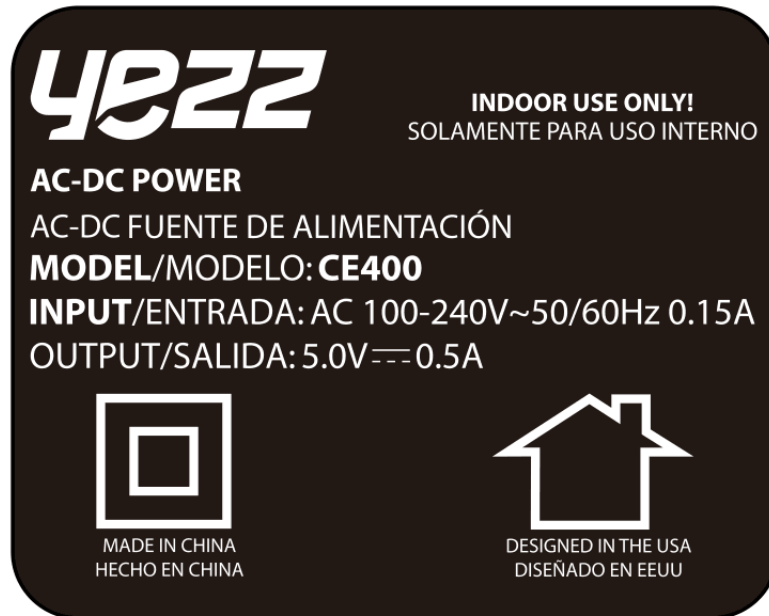 yezz
INDOOR USE ONLY!
SOLAMENTE PARA USO INTERNO
AC-DC POWER
AC-DC FUENTE DE ALIMENTACIÓN
MODEL/MODELO: CE400
INPUT/ENTRADA: AC 100-240V~50/60Hz 0.15A
OUTPUT/SALIDA: 5.0V⎓0.5A
MADE IN CHINA
HECHO EN CHINA
DESIGNED IN THE USA
DISEÑADO EN EEUU